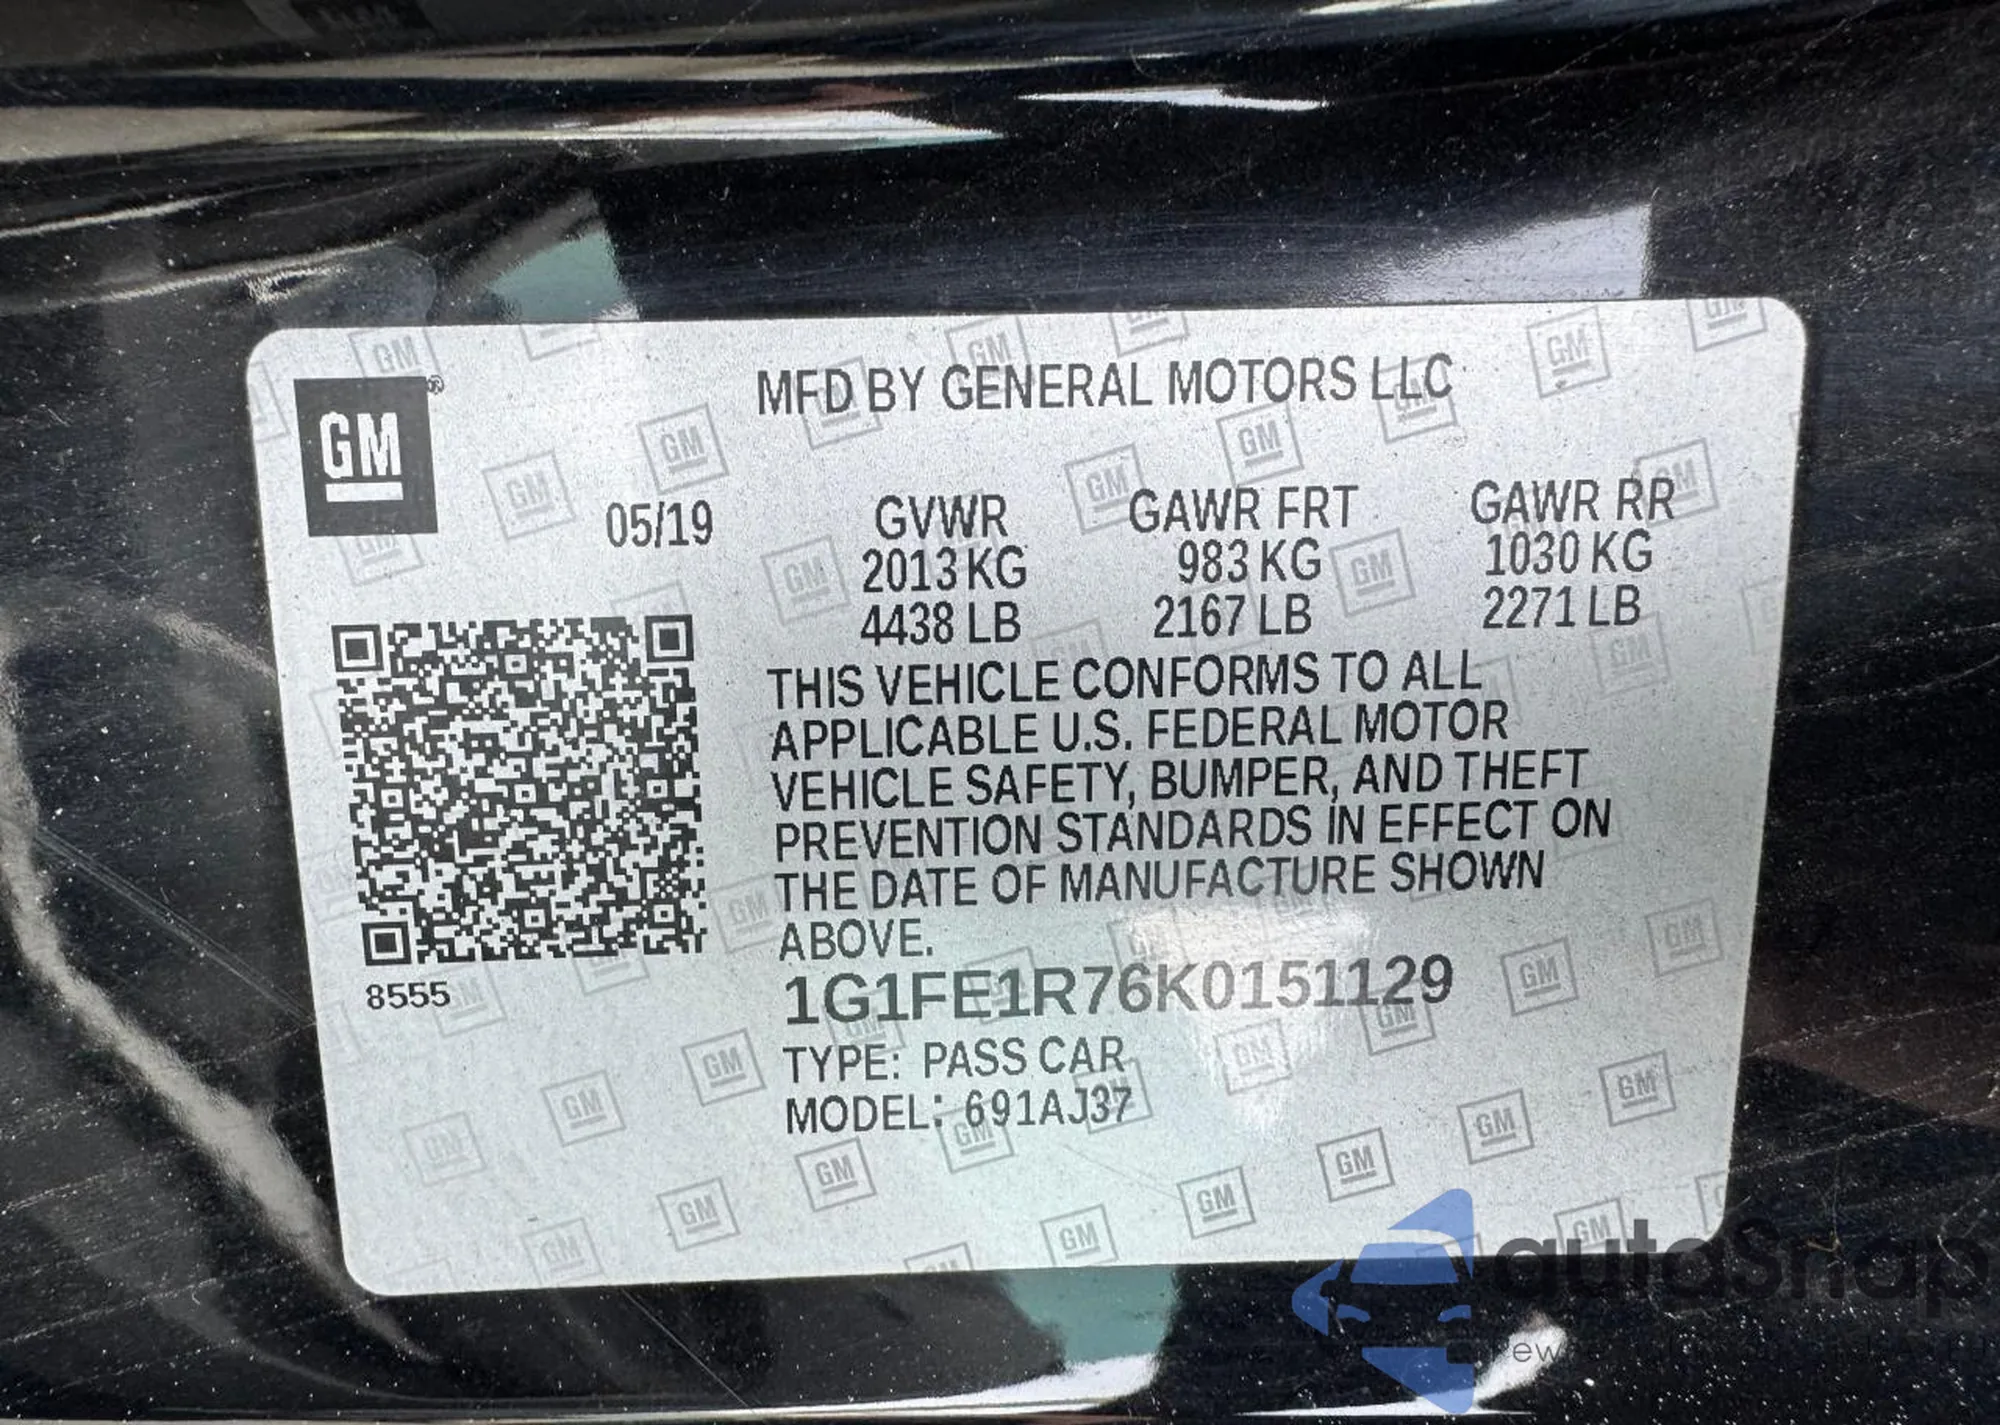 GM®
MFD BY GENERAL MOTORS LLC
05/19
GVWR GAWR FRT GAWR RR
2013 KG 983 KG 1030 KG
4438 LB 2167 LB 2271 LB
THIS VEHICLE CONFORMS TO ALL
APPLICABLE U.S. FEDERAL MOTOR
VEHICLE SAFETY, BUMPER, AND THEFT
PREVENTION STANDARDS IN EFFECT ON
THE DATE OF MANUFACTURE SHOWN
ABOVE.
8555
1G1FE1R76K0151129
TYPE: PASS CAR
MODEL: 691AJ37
autoSnap